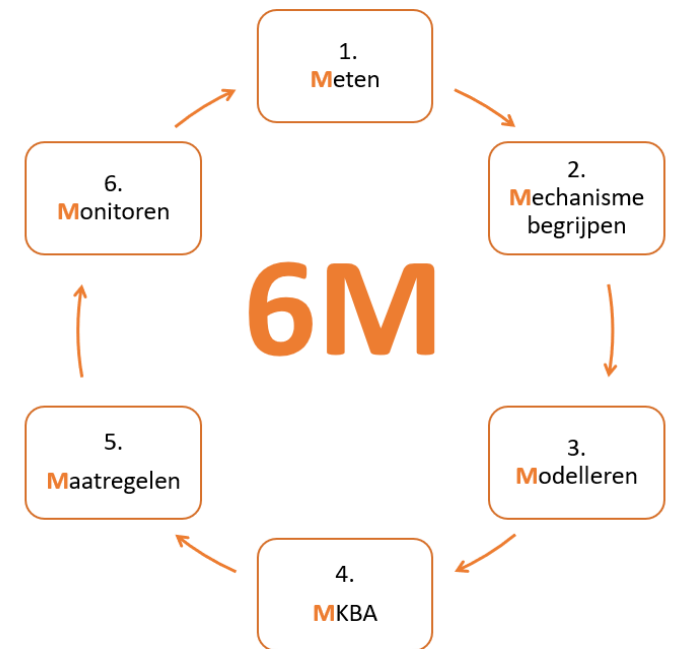 1.
Meten
2.
Mechanisme
begrijpen
3.
Modelleren
4.
MKBA
5.
Maatregelen
6.
Monitoren
6M